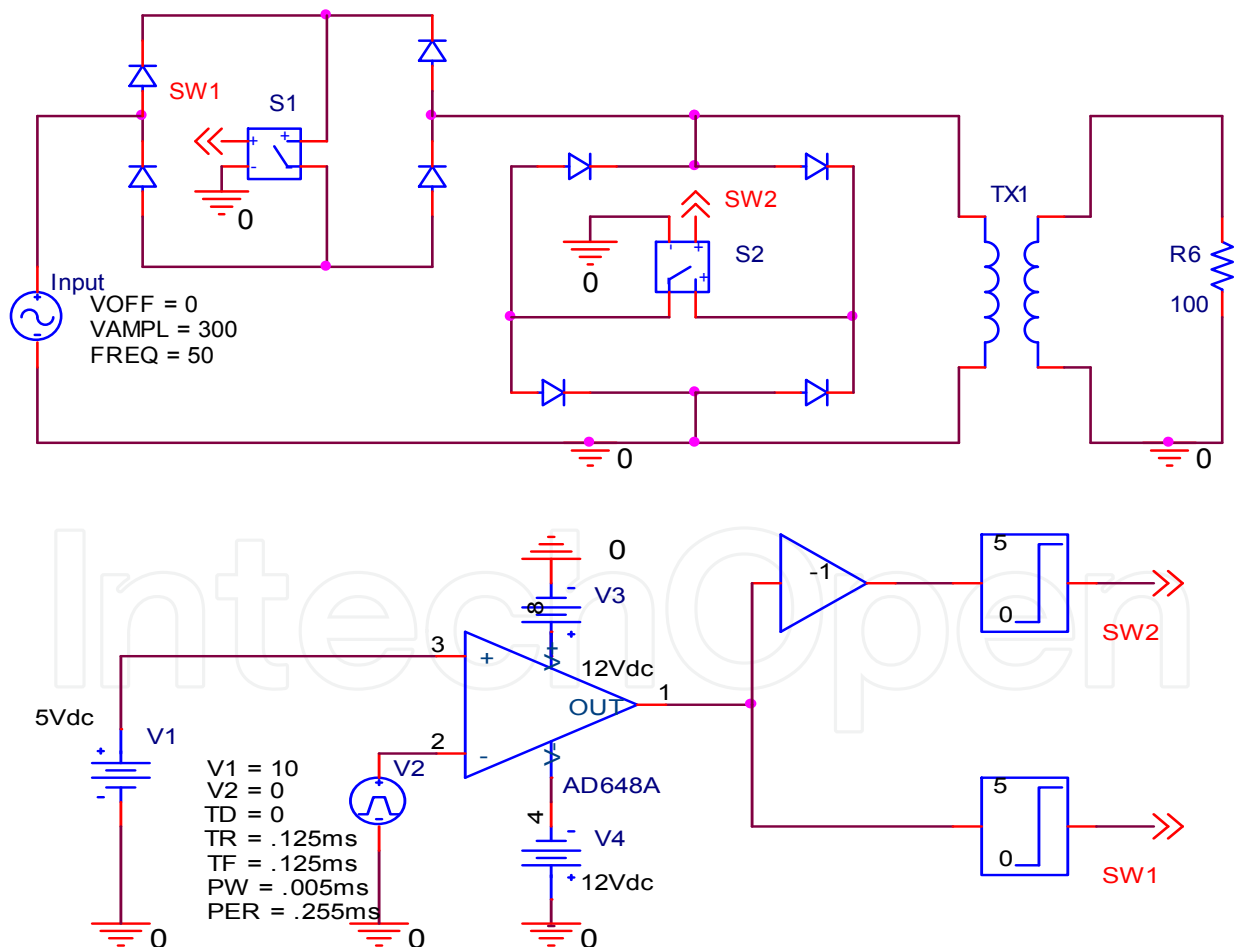 SW1
S1
+
+
-
0
SW2
-
+
S2
+
0
TX1
R6
100
Input
+
-
VOFF = 0
VAMPL = 300
FREQ = 50
0
0
IntechOpen
0
8
-
V3
+
12Vdc
V+
3
+
OUT
1
2
-
V-
AD648A
5Vdc
+
V1
-
V1 = 10
V2 = 0
TD = 0
TR = .125ms
TF = .125ms
PW = .005ms
PER = .255ms
V2
+
-
4
-
V4
+
12Vdc
0
0
0
-1
5
0
SW2
5
0
SW1